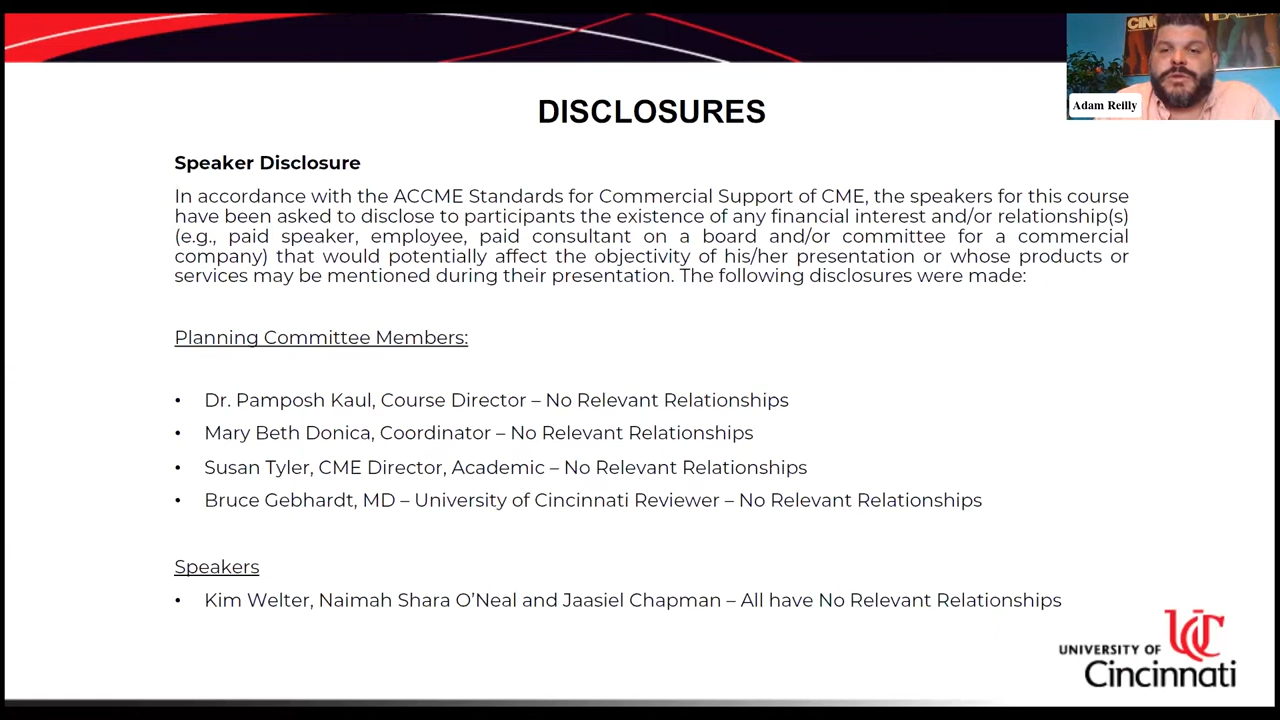 DISCLOSURES
Adam Reilly
Speaker Disclosure
In accordance with the ACCME Standards for Commercial Support of CME, the speakers for this course
have been asked to disclose to participants the existence of any financial interest and/or relationship(s)
(e.g., paid speaker, employee, paid consultant on a board and/or committee for a commercial
company) that would potentially affect the objectivity of his/her presentation or whose products or
services may be mentioned during their presentation. The following disclosures were made:
Planning Committee Members:
• Dr. Pamposh Kaul, Course Director – No Relevant Relationships
• Mary Beth Donica, Coordinator – No Relevant Relationships
• Susan Tyler, CME Director, Academic – No Relevant Relationships
• Bruce Gebhardt, MD – University of Cincinnati Reviewer – No Relevant Relationships
Speakers
• Kim Welter, Naimah Shara O’Neal and Jaasiel Chapman – All have No Relevant Relationships
UC
UNIVERSITY OF
Cincinnati